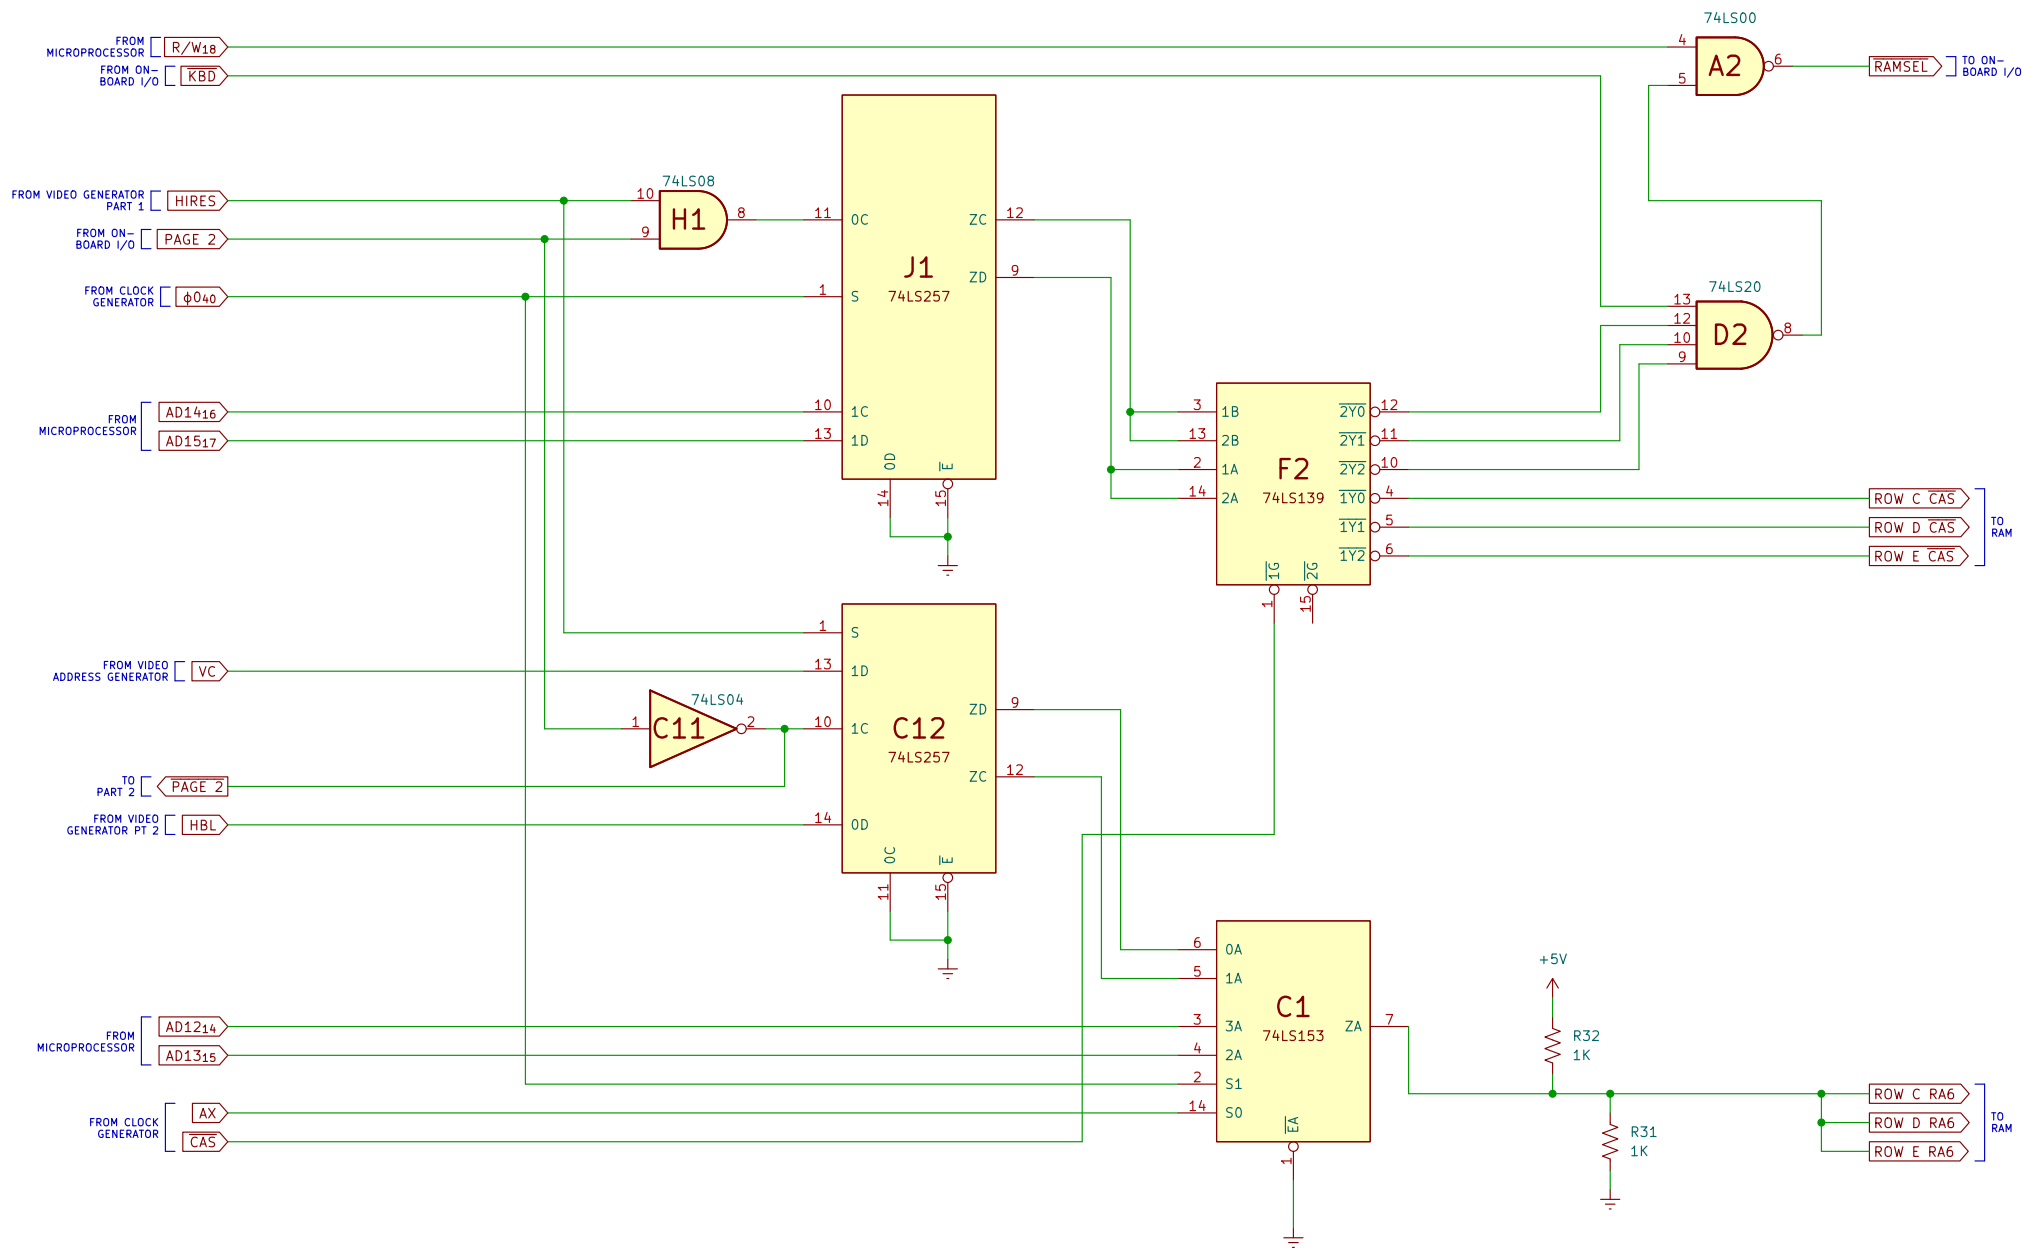 74LS00
FROM
MICROPROCESSOR
R/W18
4
A2
6
RAMSEL
TO ON-
BOARD I/O
FROM ON-
BOARD I/O
KBD
5
74LS08
FROM VIDEO GENERATOR
PART 1
HIRES
10
H1
8
11
0C
ZC
12
FROM ON-
BOARD I/O
PAGE 2
9
J1
74LS257
ZD
9
FROM CLOCK
GENERATOR
ϕ040
1
S
74LS20
13
12
10
9
D2
8
FROM
MICROPROCESSOR
AD1416
10
1C
AD1517
13
1D
0D
E
14
15
3
1B
2Y0
12
13
2B
2Y1
11
2
1A
F2
2Y2
10
14
2A
74LS139
1Y0
4
ROW C CAS
1Y1
5
ROW D CAS
1Y2
6
ROW E CAS
TO
RAM
1G
2G
1
15
1
S
FROM VIDEO
ADDRESS GENERATOR
VC
13
1D
74LS04
1
C11
2
10
1C
C12
74LS257
ZD
9
ZC
12
TO
PART 2
PAGE 2
FROM VIDEO
GENERATOR PT 2
HBL
14
0D
0C
E
11
15
6
0A
5
1A
C1
74LS153
FROM
MICROPROCESSOR
AD1214
3
3A
ZA
7
AD1315
4
2A
2
S1
FROM CLOCK
GENERATOR
AX
14
S0
CAS
EA
1
+5V
R32
1K
R31
1K
ROW C RA6
ROW D RA6
ROW E RA6
TO
RAM